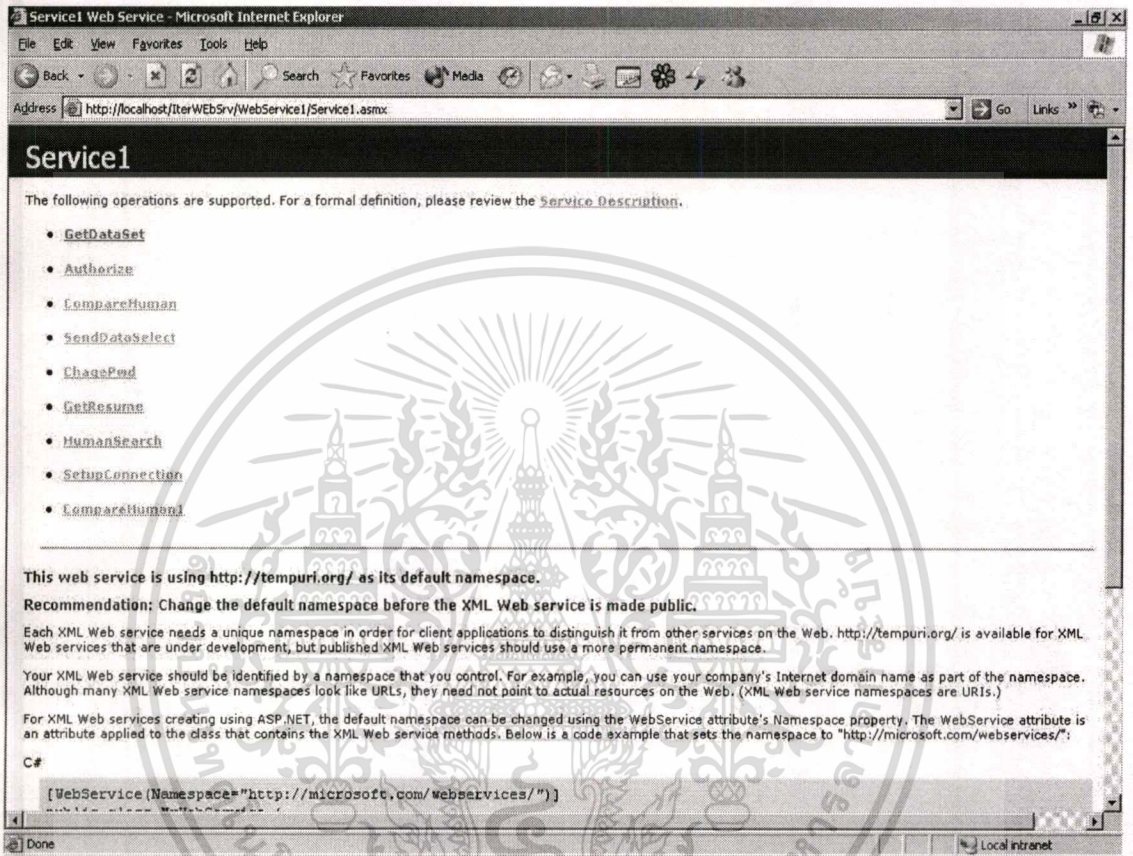 Service1 Web Service - Microsoft Internet Explorer
File Edit View Favorites Tools Help
Back Search Favorites Media
Address http://localhost/IterWEbSrv/WebService1/Service1.asmx Go Links »
Service1
The following operations are supported. For a formal definition, please review the Service Description.
• GetDataSet
• Authorize
• CompareHuman
• SendDataSelect
• ChagePwd
• GetResume
• HumanSearch
• SetupConnection
• CompareHuman1
This web service is using http://tempuri.org/ as its default namespace.
Recommendation: Change the default namespace before the XML Web service is made public.
Each XML Web service needs a unique namespace in order for client applications to distinguish it from other services on the Web. http://tempuri.org/ is available for XML
Web services that are under development, but published XML Web services should use a more permanent namespace.
Your XML Web service should be identified by a namespace that you control. For example, you can use your company's Internet domain name as part of the namespace.
Although many XML Web service namespaces look like URLs, they need not point to actual resources on the Web. (XML Web service namespaces are URIs.)
For XML Web services creating using ASP.NET, the default namespace can be changed using the WebService attribute's Namespace property. The WebService attribute is
an attribute applied to the class that contains the XML Web service methods. Below is a code example that sets the namespace to "http://microsoft.com/webservices/":
C#
[WebService(Namespace="http://microsoft.com/webservices/")]
Done Local intranet